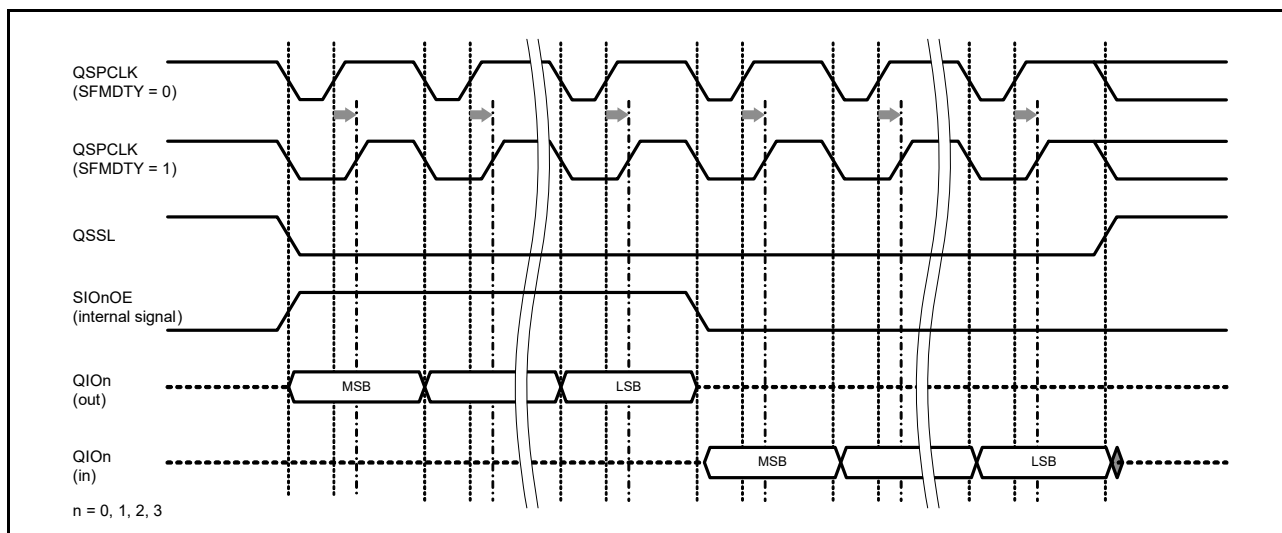 QSPCLK
(SFMDTY = 0)
QSPCLK
(SFMDTY = 1)
QSSL
SIOnOE
(internal signal)
QIOn
(out)
MSB
LSB
QIOn
(in)
MSB
LSB
n = 0, 1, 2, 3